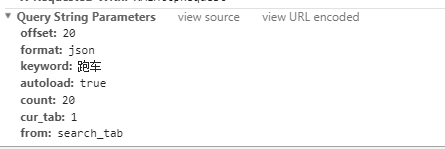 Query String Parameters view source view URL encoded
offset: 20
format: json
keyword: 跑车
autoload: true
count: 20
cur_tab: 1
from: search_tab